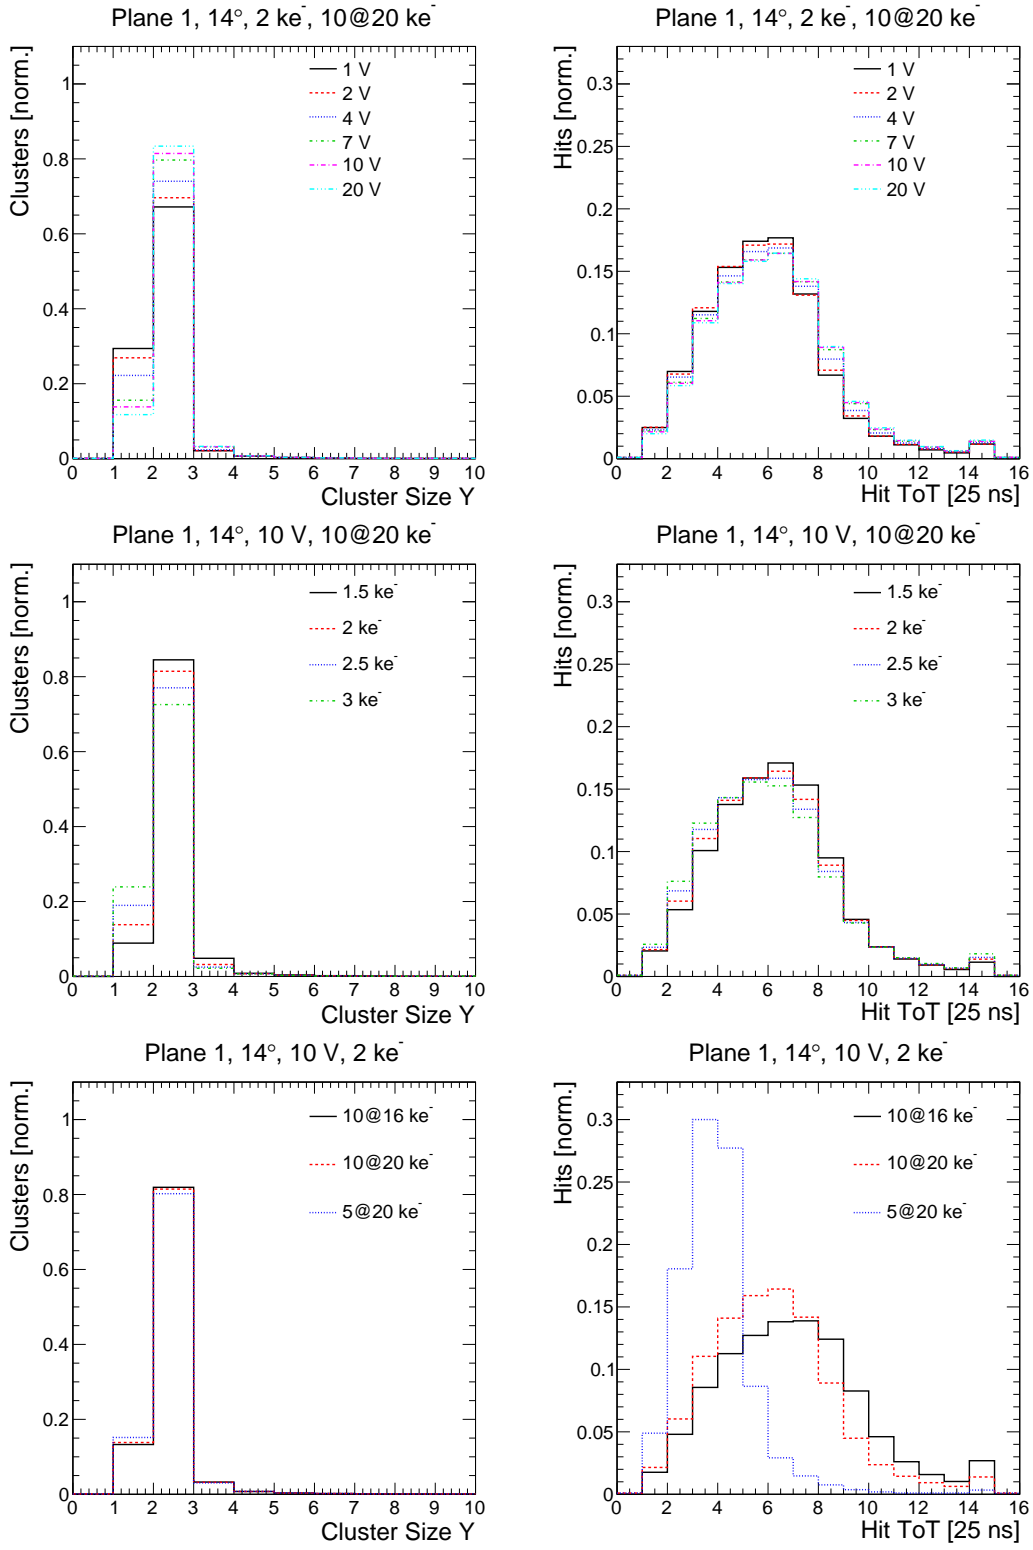 Plane 1, 14°, 2 ke⁻, 10@20 ke⁻
Clusters [norm.]
1
0.8
0.6
0.4
0.2
0
1 V
2 V
4 V
7 V
10 V
20 V
0 1 2 3 4 5 6 7 8 9 10
Cluster Size Y
Plane 1, 14°, 2 ke⁻, 10@20 ke⁻
Hits [norm.]
0.3
0.25
0.2
0.15
0.1
0.05
0
1 V
2 V
4 V
7 V
10 V
20 V
0 2 4 6 8 10 12 14 16
Hit ToT [25 ns]
Plane 1, 14°, 10 V, 10@20 ke⁻
Clusters [norm.]
1
0.8
0.6
0.4
0.2
0
1.5 ke⁻
2 ke⁻
2.5 ke⁻
3 ke⁻
0 1 2 3 4 5 6 7 8 9 10
Cluster Size Y
Plane 1, 14°, 10 V, 10@20 ke⁻
Hits [norm.]
0.3
0.25
0.2
0.15
0.1
0.05
0
1.5 ke⁻
2 ke⁻
2.5 ke⁻
3 ke⁻
0 2 4 6 8 10 12 14 16
Hit ToT [25 ns]
Plane 1, 14°, 10 V, 2 ke⁻
Clusters [norm.]
1
0.8
0.6
0.4
0.2
0
10@16 ke⁻
10@20 ke⁻
5@20 ke⁻
0 1 2 3 4 5 6 7 8 9 10
Cluster Size Y
Plane 1, 14°, 10 V, 2 ke⁻
Hits [norm.]
0.3
0.25
0.2
0.15
0.1
0.05
0
10@16 ke⁻
10@20 ke⁻
5@20 ke⁻
0 2 4 6 8 10 12 14 16
Hit ToT [25 ns]